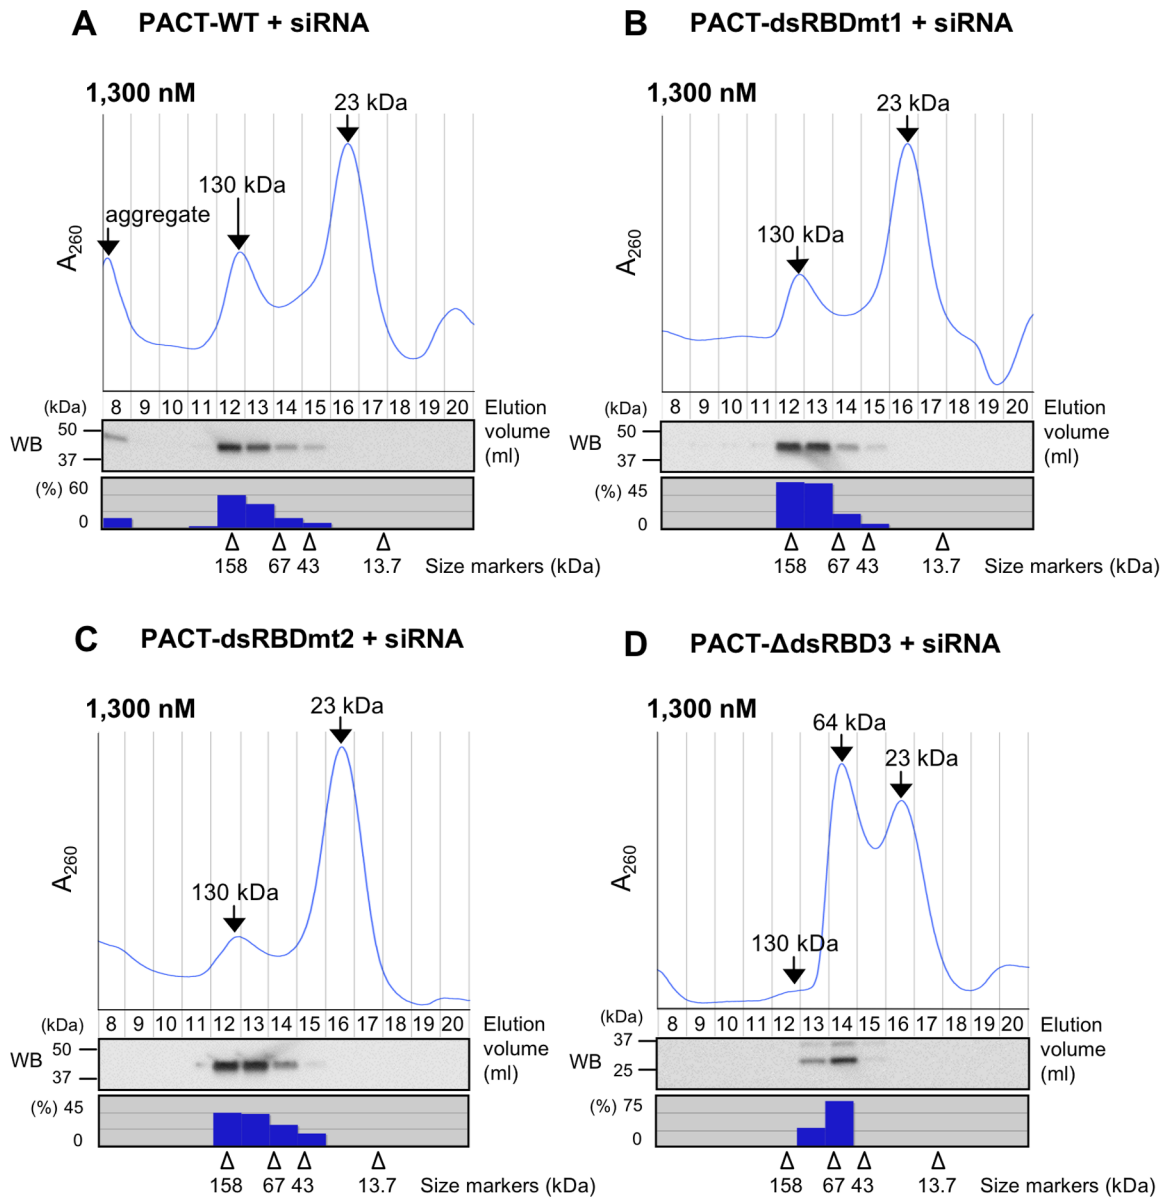 A PACT-WT + siRNA
1,300 nM
23 kDa
130 kDa
aggregate
A260
(kDa) 8 9 10 11 12 13 14 15 16 17 18 19 20 Elution
volume
(ml)
WB 50
37
(%) 60
0
158 67 43 13.7 Size markers (kDa)
B PACT-dsRBDmt1 + siRNA
1,300 nM
23 kDa
130 kDa
A260
(kDa) 8 9 10 11 12 13 14 15 16 17 18 19 20 Elution
volume
(ml)
WB 50
37
(%) 45
0
158 67 43 13.7 Size markers (kDa)
C PACT-dsRBDmt2 + siRNA
1,300 nM
23 kDa
130 kDa
A260
(kDa) 8 9 10 11 12 13 14 15 16 17 18 19 20 Elution
volume
(ml)
WB 50
37
(%) 45
0
158 67 43 13.7 Size markers (kDa)
D PACT-ΔdsRBD3 + siRNA
1,300 nM
64 kDa
23 kDa
130 kDa
A260
(kDa) 8 9 10 11 12 13 14 15 16 17 18 19 20 Elution
volume
(ml)
WB 37
25
(%) 75
0
158 67 43 13.7 Size markers (kDa)